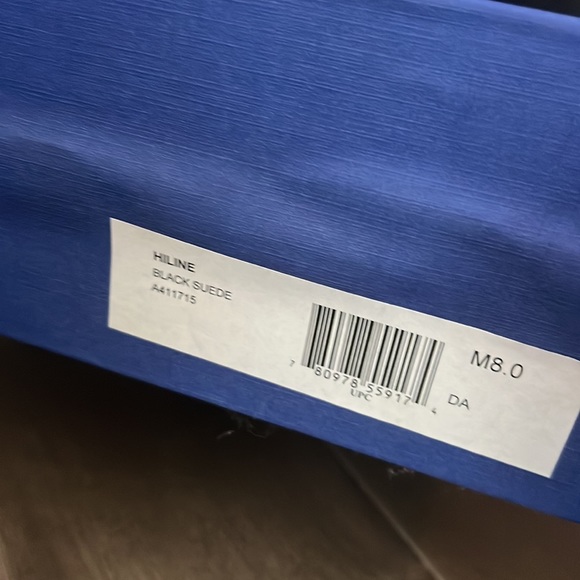 HILINE
BLACK SUEDE
A411715
7 80978 55917 4
UPC
M8.0
DA